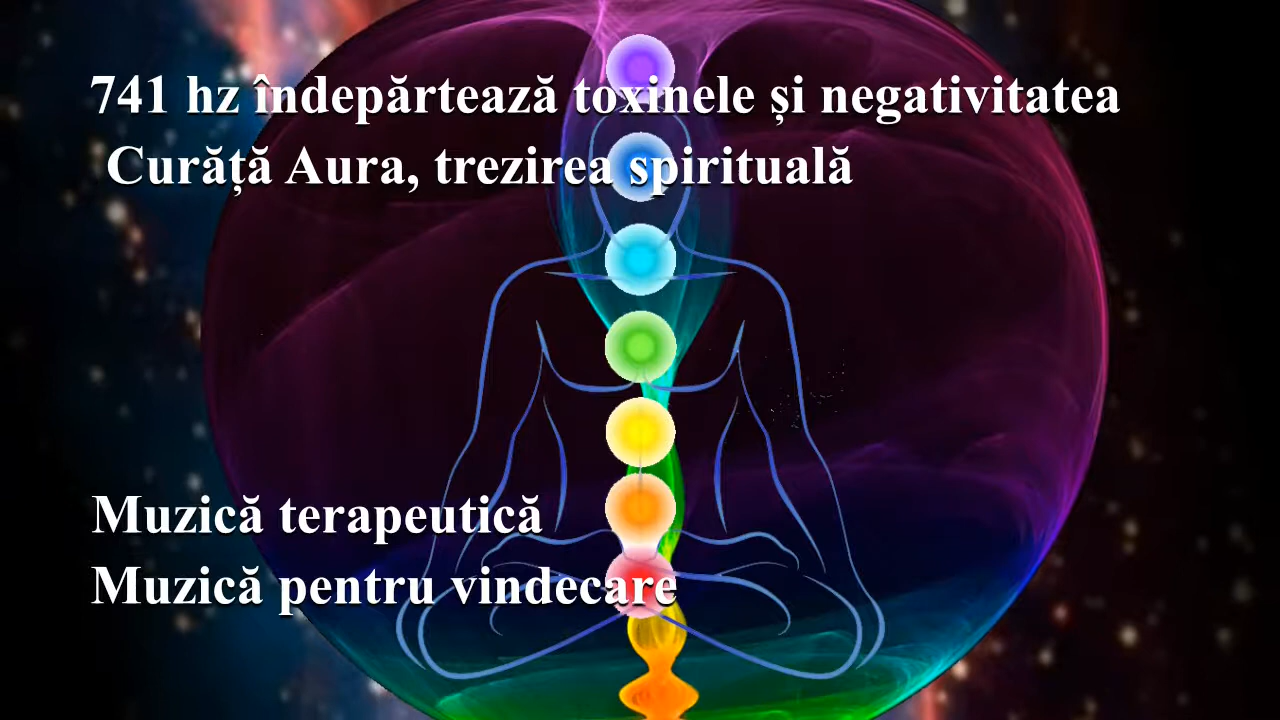 741 hz îndepărtează toxinele și negativitatea
Curăță Aura, trezirea spirituală
Muzică terapeutică
Muzică pentru vindecare